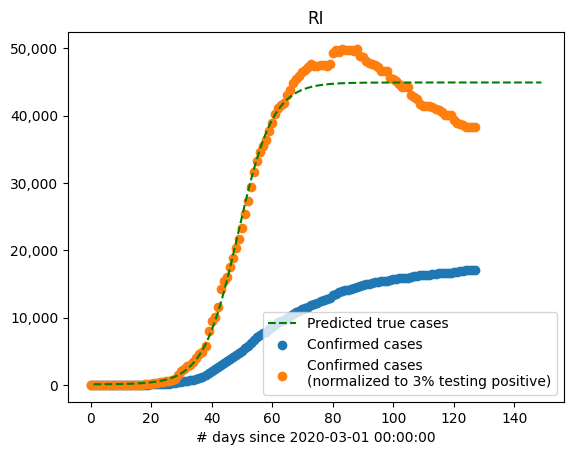 RI
50,000
40,000
30,000
20,000
10,000
0
Predicted true cases
Confirmed cases
Confirmed cases
(normalized to 3% testing positive)
0 20 40 60 80 100 120 140
# days since 2020-03-01 00:00:00